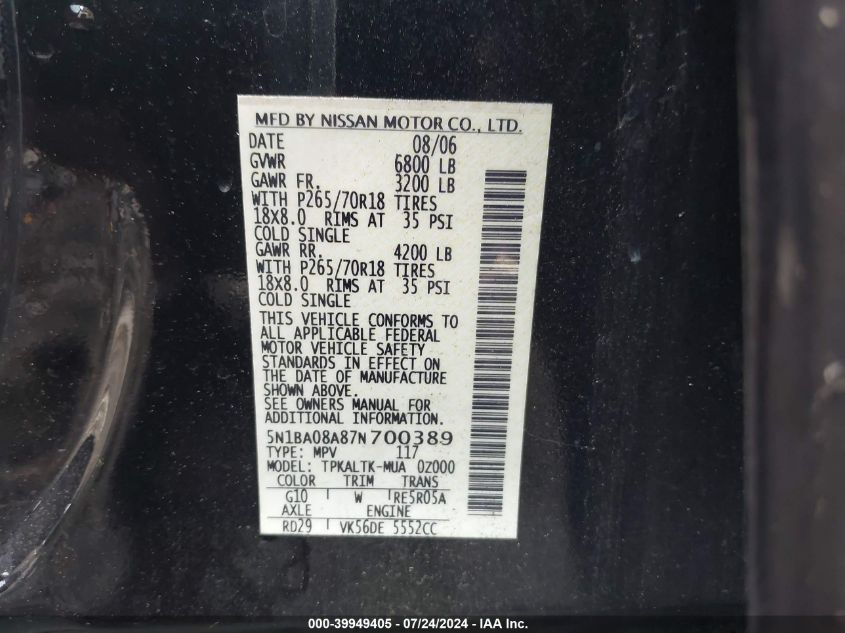 MFD BY NISSAN MOTOR CO., LTD.
DATE 08/06
GVWR 6800 LB
GAWR FR. 3200 LB
WITH P265/70R18 TIRES
18X8.0 RIMS AT 35 PSI
COLD SINGLE
GAWR RR. 4200 LB
WITH P265/70R18 TIRES
18X8.0 RIMS AT 35 PSI
COLD SINGLE
THIS VEHICLE CONFORMS TO
ALL APPLICABLE FEDERAL
MOTOR VEHICLE SAFETY
STANDARDS IN EFFECT ON
THE DATE OF MANUFACTURE
SHOWN ABOVE.
SEE OWNERS MANUAL FOR
ADDITIONAL INFORMATION.
5N1BA08A87N700389
TYPE: MPV 117
MODEL: TPKALTK-MUA 0Z000
COLOR TRIM TRANS
G10 W RE5R05A
AXLE ENGINE
RD29 VK56DE 5552CC
000-39949405 - 07/24/2024 - IAA Inc.